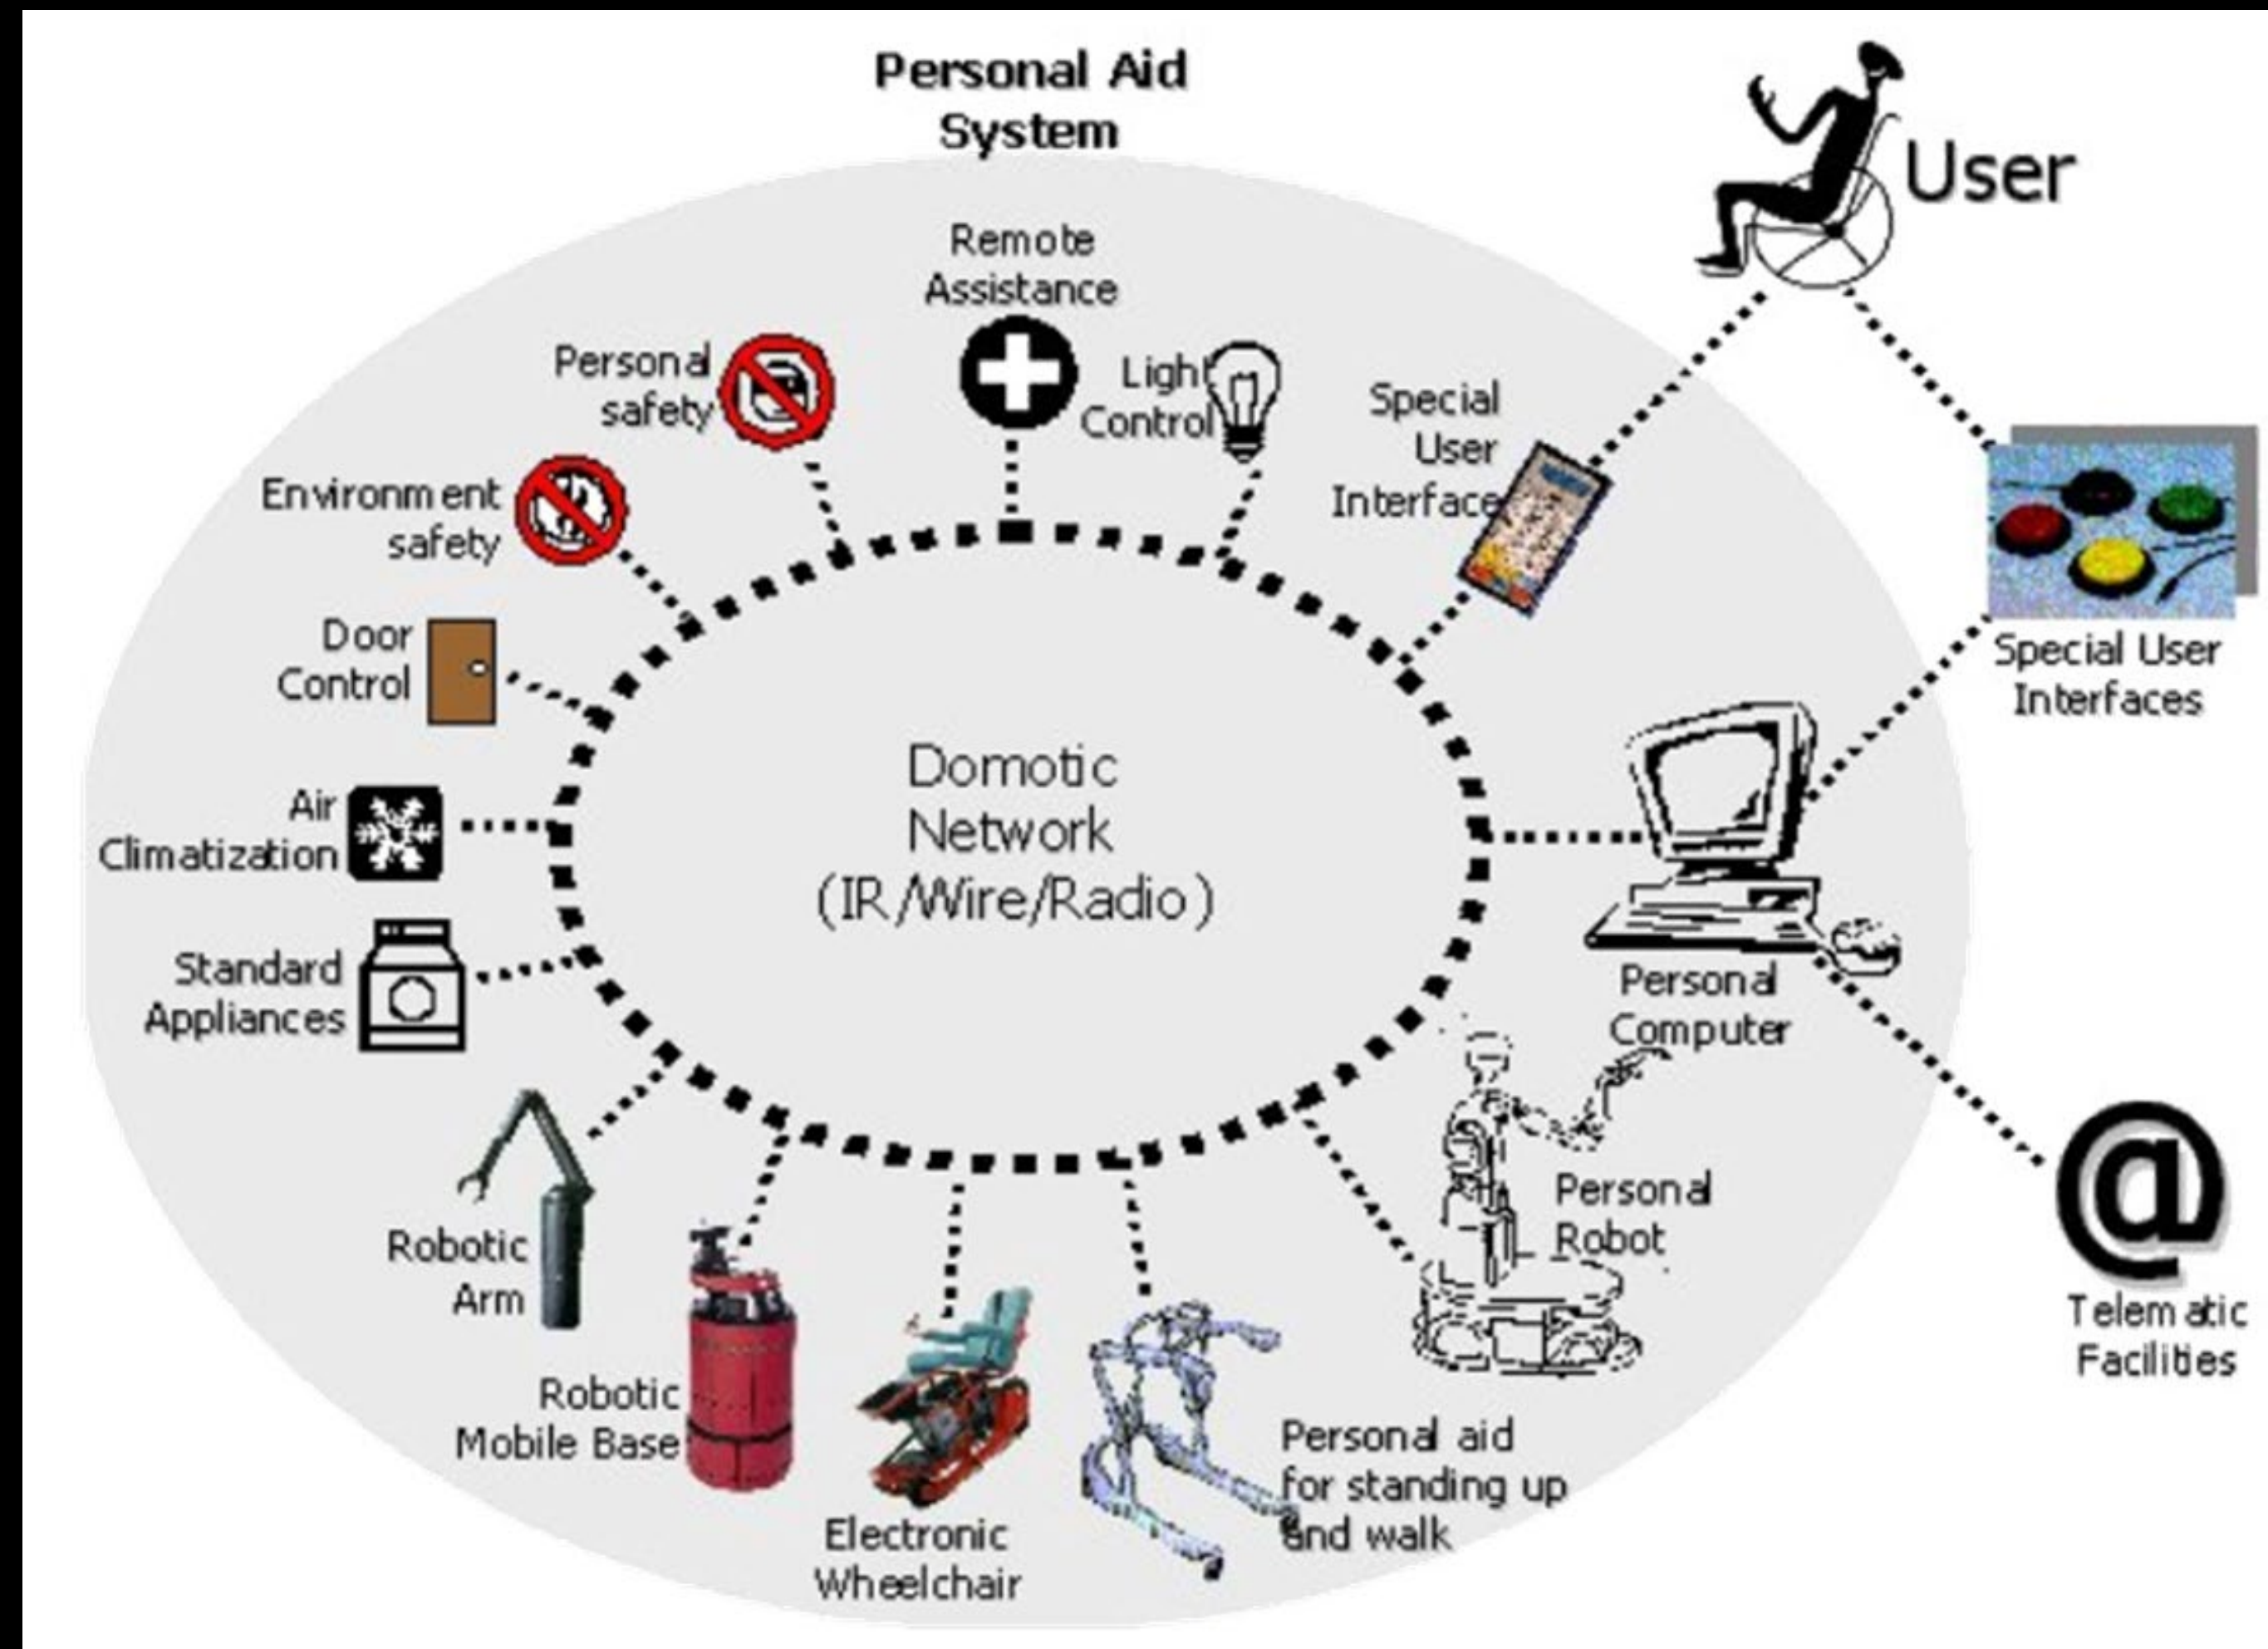 Personal Aid
System
User
Remote
Assistance
Personal
safety
Light
Control
Special
User
Interface
Environment
safety
Door
Control
Special User
Interfaces
Domotic
Network
(IR/Wire/Radio)
Air
Climatization
Standard
Appliances
Personal
Computer
Personal
Robot
Robotic
Arm
@
Telematic
Facilities
Robotic
Mobile Base
Personal aid
for standing up
and walk
Electronic
Wheelchair